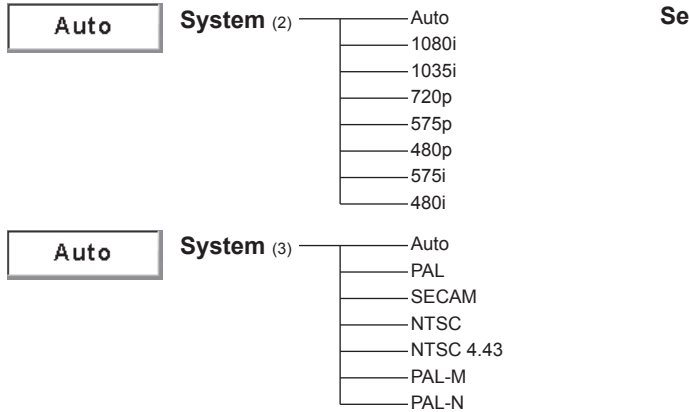 Auto
System (2)
Auto
1080i
1035i
720p
575p
480p
575i
480i
Se
Auto
System (3)
Auto
PAL
SECAM
NTSC
NTSC 4.43
PAL-M
PAL-N